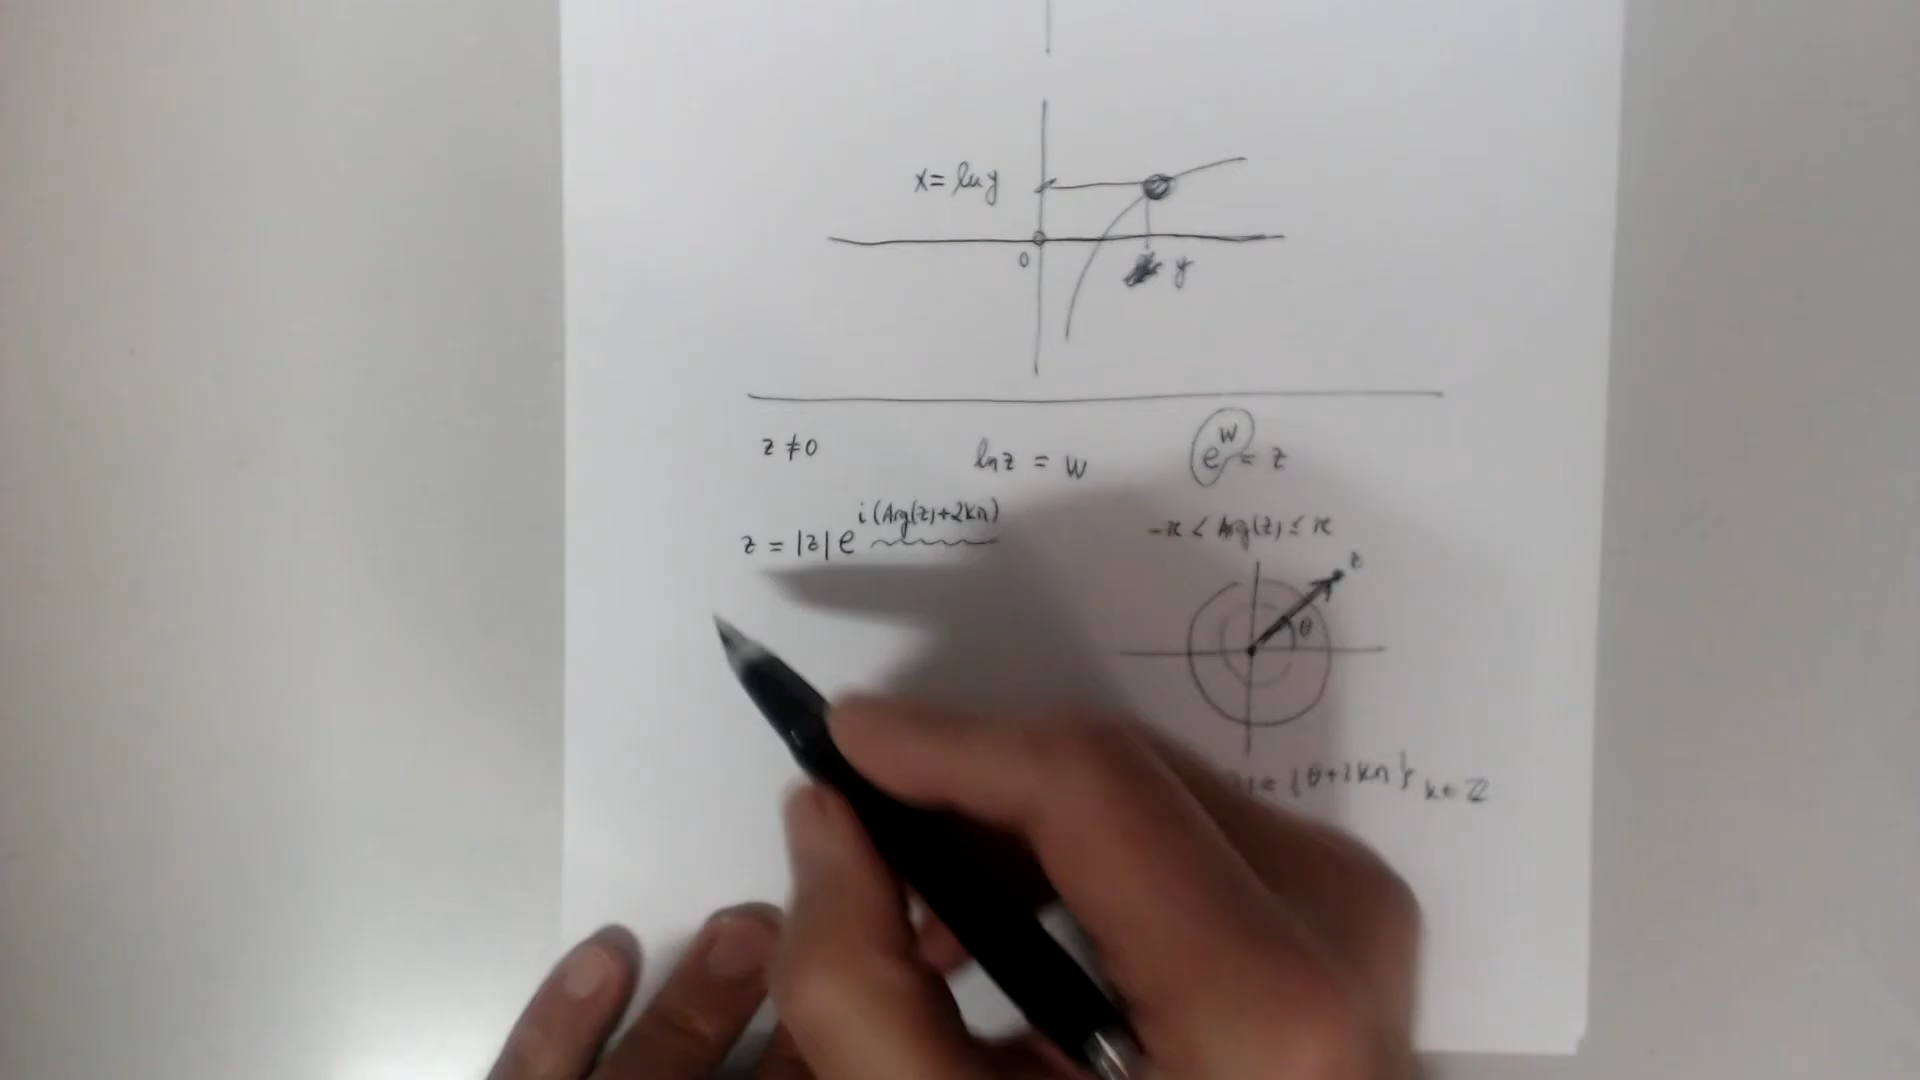 x = ln y
0
y
z ≠ 0
ln z = w
e^w = z
z = |z| e^i(Arg(z)+2kπ)
-π < Arg(z) ≤ π
z
θ
= {θ+2kπ}, k ∈ ℤ